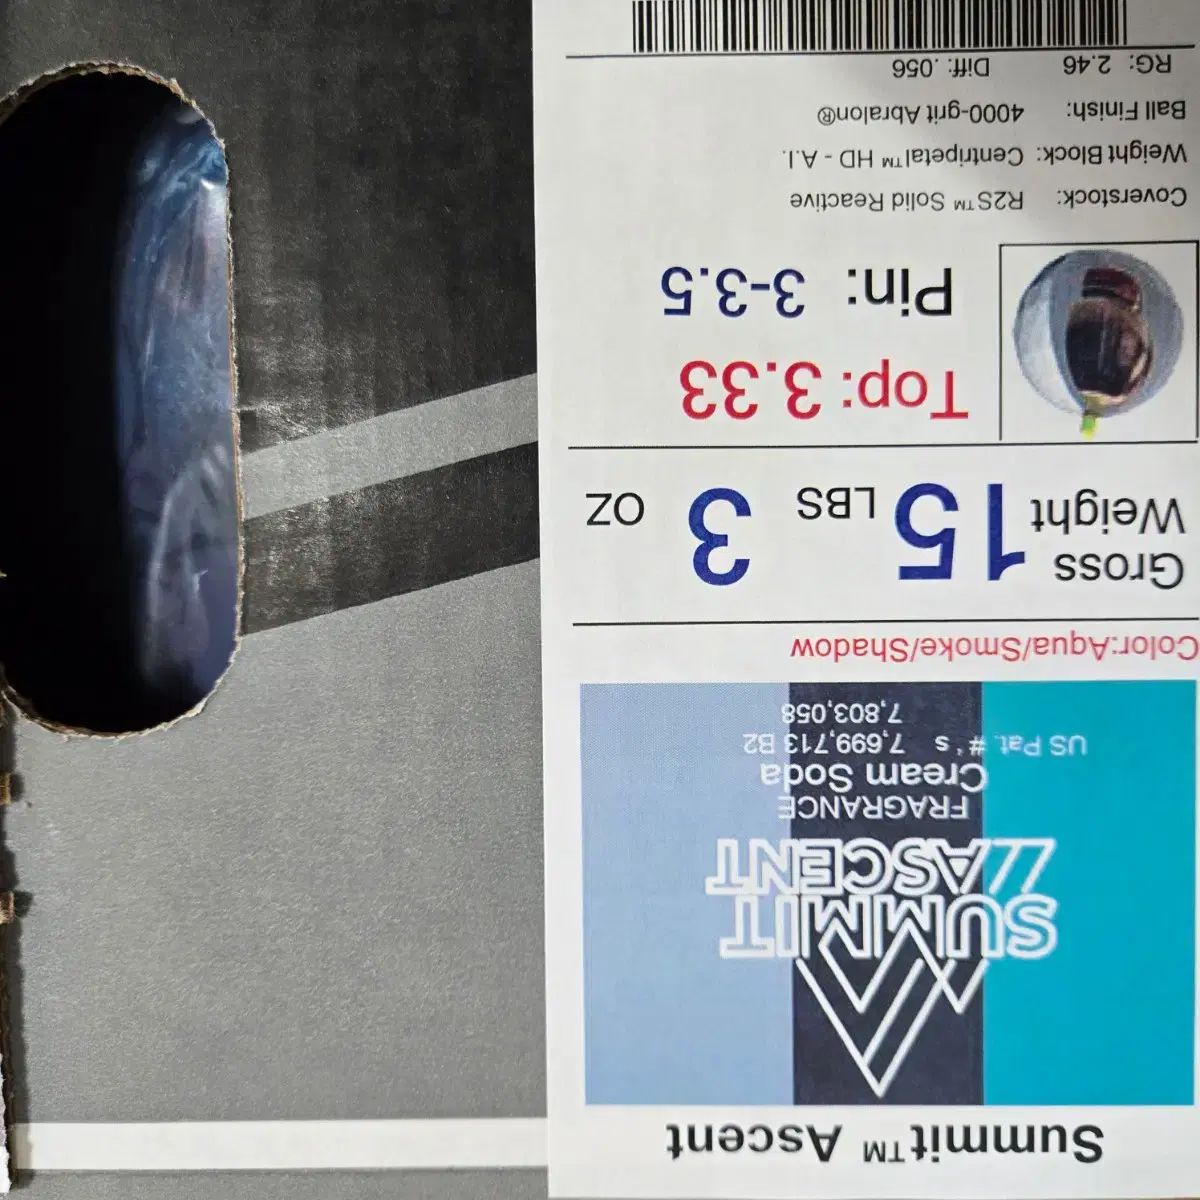 Summit™ Ascent
SUMMIT
//ASCENT
FRAGRANCE
Cream Soda
US Pat. #'s 7,699,713 B2
7,803,058
Color:Aqua/Smoke/Shadow
Gross
Weight 15 LBS 3 OZ
Top: 3.33
Pin: 3-3.5
Coverstock: R2S™ Solid Reactive
Weight Block: Centripetal™ HD - A.I.
Ball Finish: 4000-grit Abralon®
RG: 2.46 Diff: .056